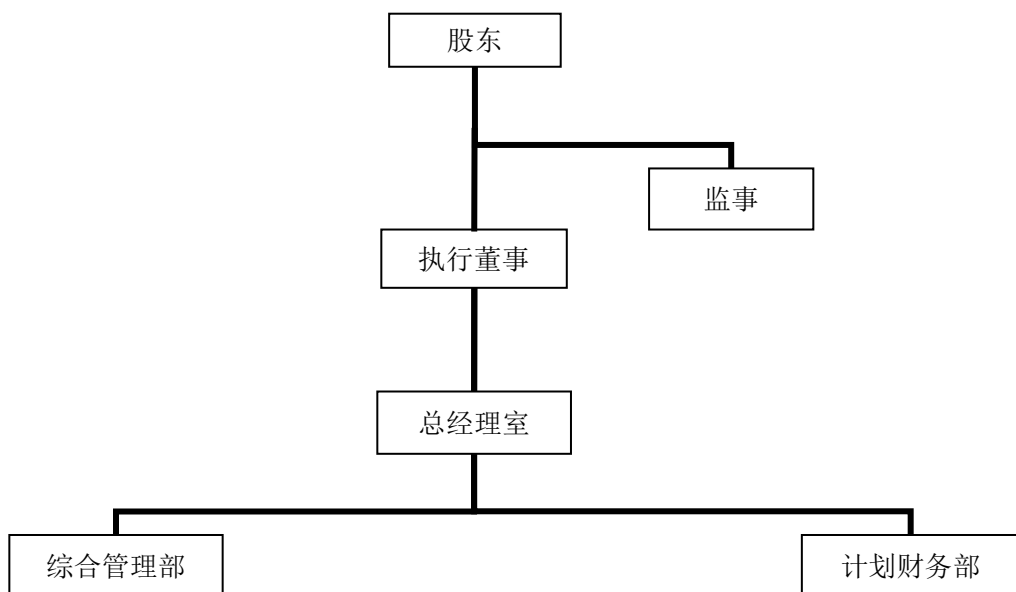 股东
监事
执行董事
总经理室
综合管理部
计划财务部